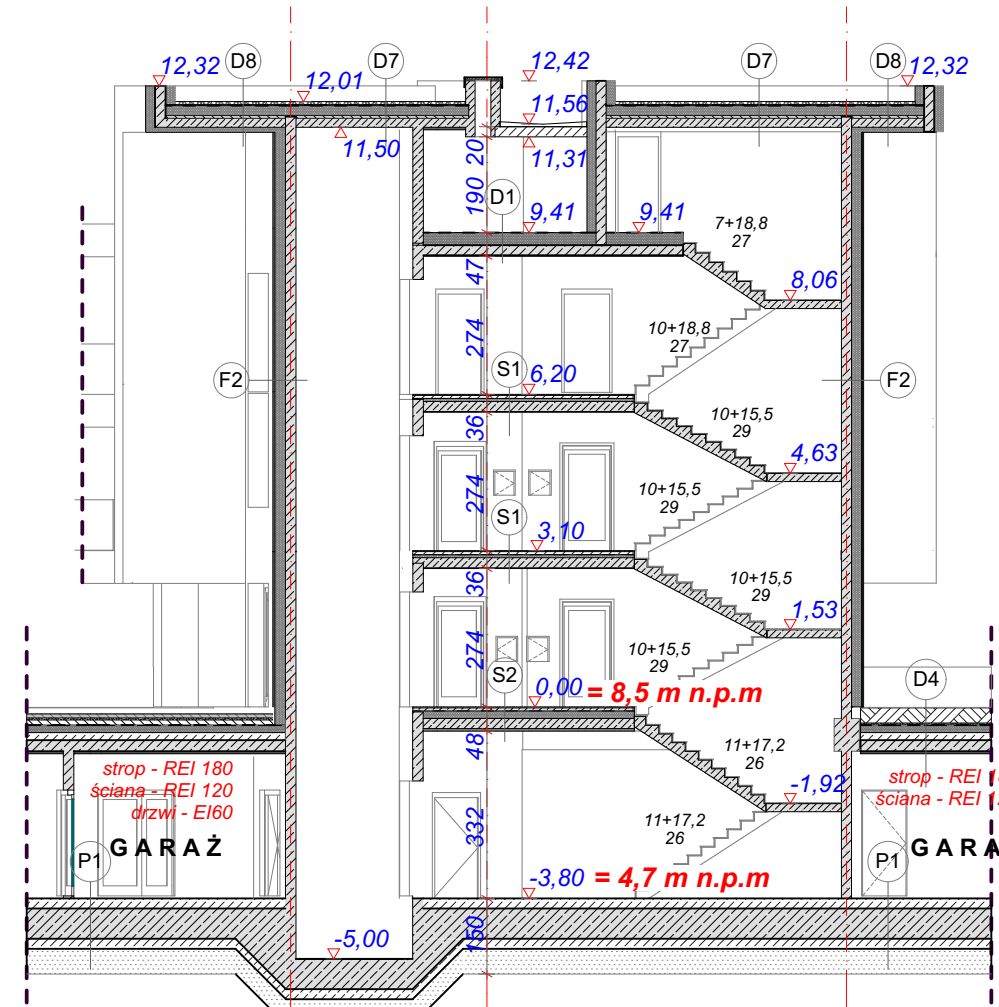 12,32
D8
D7
12,01
12,42
D7
D8
12,32
11,56
11,50
20
11,31
190
D1
9,41
9,41
7+18,8
27
47
8,06
274
10+18,8
27
F2
S1
6,20
F2
36
10+15,5
29
4,63
274
10+15,5
29
S1
3,10
36
10+15,5
29
1,53
274
10+15,5
29
S2
0,00 = 8,5 m n.p.m
D4
48
11+17,2
26
strop - REI 180
ściana - REI 120
drzwi - EI60
-1,92
strop - REI
ściana - REI
332
11+17,2
26
GARAŻ
P1
P1
GARA
-3,80 = 4,7 m n.p.m
150
-5,00